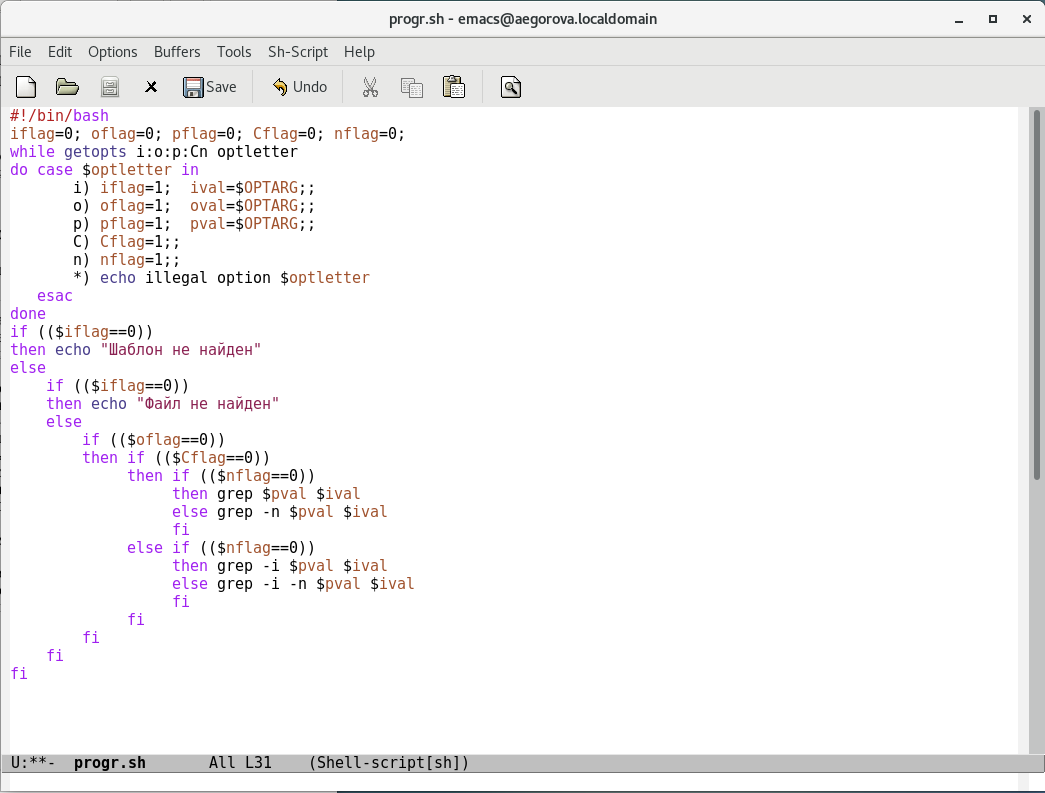 progr.sh - emacs@aegorova.localdomain
File Edit Options Buffers Tools Sh-Script Help
Save Undo
#!/bin/bash
iflag=0; oflag=0; pflag=0; Cflag=0; nflag=0;
while getopts i:o:p:Cn optletter
do case $optletter in
       i) iflag=1;  ival=$OPTARG;;
       o) oflag=1;  oval=$OPTARG;;
       p) pflag=1;  pval=$OPTARG;;
       C) Cflag=1;;
       n) nflag=1;;
       *) echo illegal option $optletter
   esac
done
if (($iflag==0))
then echo "Шаблон не найден"
else
    if (($iflag==0))
    then echo "Файл не найден"
    else
        if (($oflag==0))
        then if (($Cflag==0))
             then if (($nflag==0))
                  then grep $pval $ival
                  else grep -n $pval $ival
                  fi
             else if (($nflag==0))
                  then grep -i $pval $ival
                  else grep -i -n $pval $ival
                  fi
             fi
        fi
    fi
fi
U:**-  progr.sh       All L31    (Shell-script[sh])